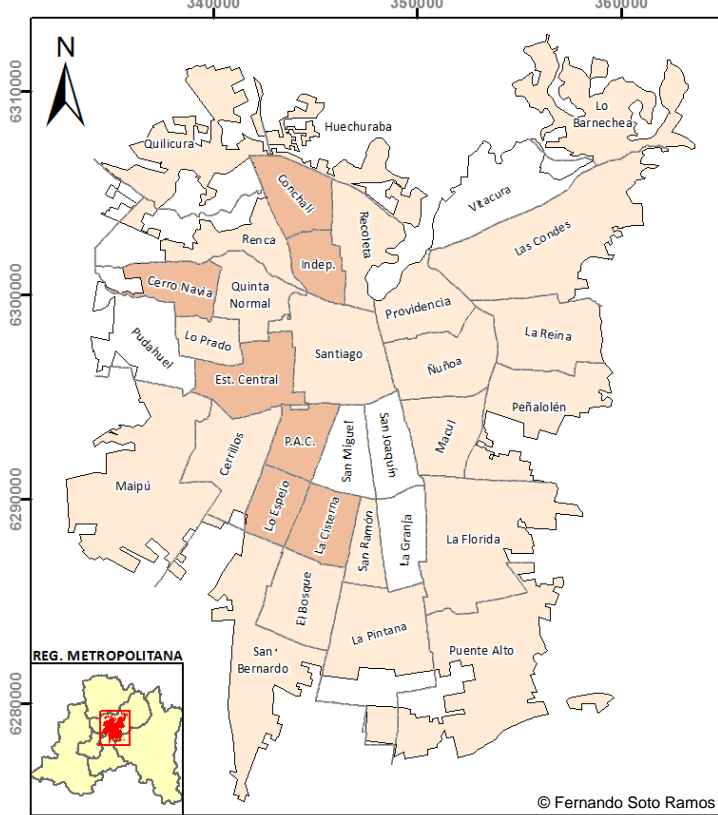 340000
350000
360000
N
6310000
6300000
6290000
6280000
Lo
Barnechea
Huechuraba
Quilicura
Conchalí
Vitacura
Recoleta
Las Condes
Renca
Indep.
Cerro Navia
Quinta
Normal
Providencia
La Reina
Pudahuel
Lo Prado
Santiago
Ñuñoa
Est. Central
Peñalolén
P.A.C.
San Miguel
San Joaquín
Macul
Cerrillos
Maipú
Lo Espejo
La Cisterna
San Ramón
La Granja
La Florida
El Bosque
La Pintana
San
Bernardo
Puente Alto
REG. METROPOLITANA
© Fernando Soto Ramos